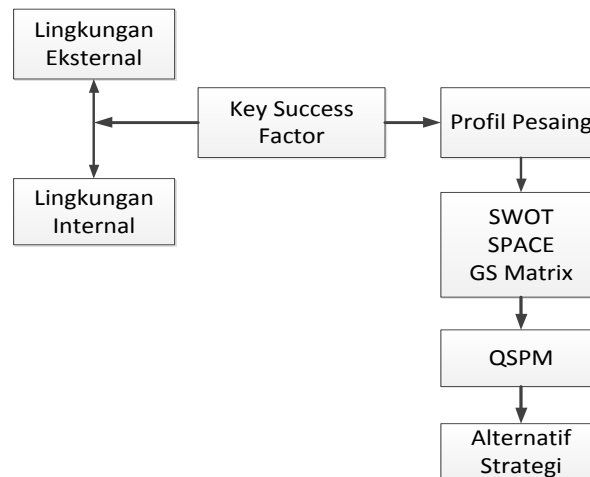 Lingkungan
Eksternal
Key Success
Factor
Profil Pesaing
Lingkungan
Internal
SWOT
SPACE
GS Matrix
QSPM
Alternatif
Strategi